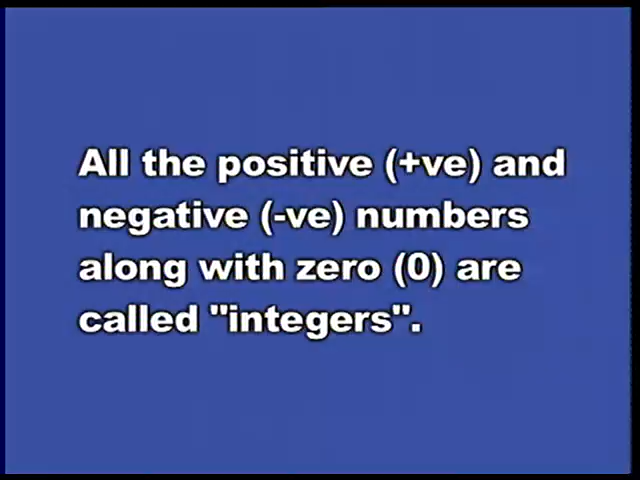 All the positive (+ve) and
negative (-ve) numbers
along with zero (0) are
called "integers".